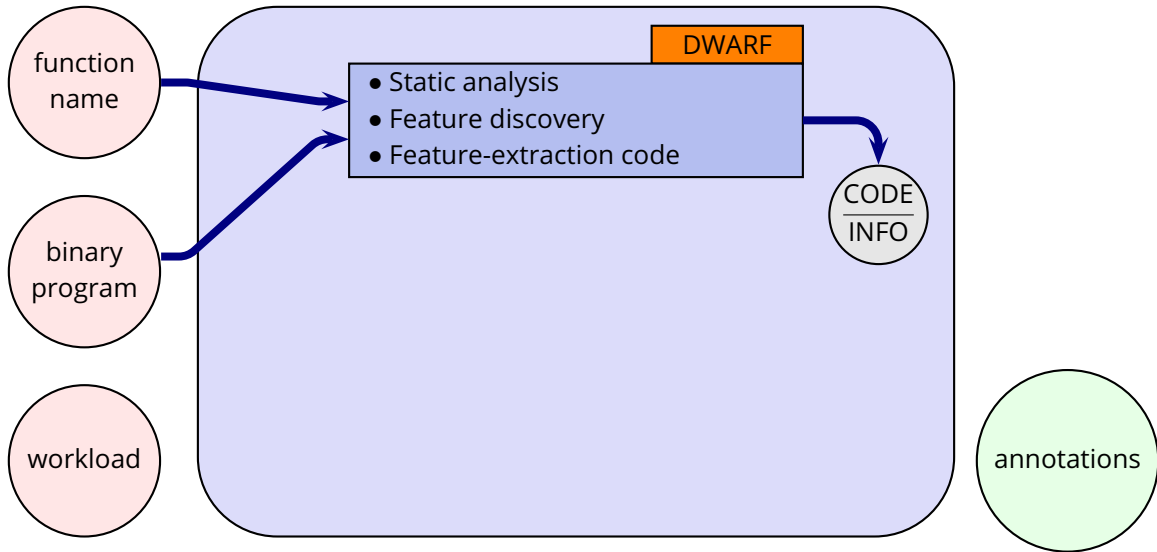 function
name
DWARF
● Static analysis
● Feature discovery
● Feature-extraction code
CODE
INFO
binary
program
workload
annotations